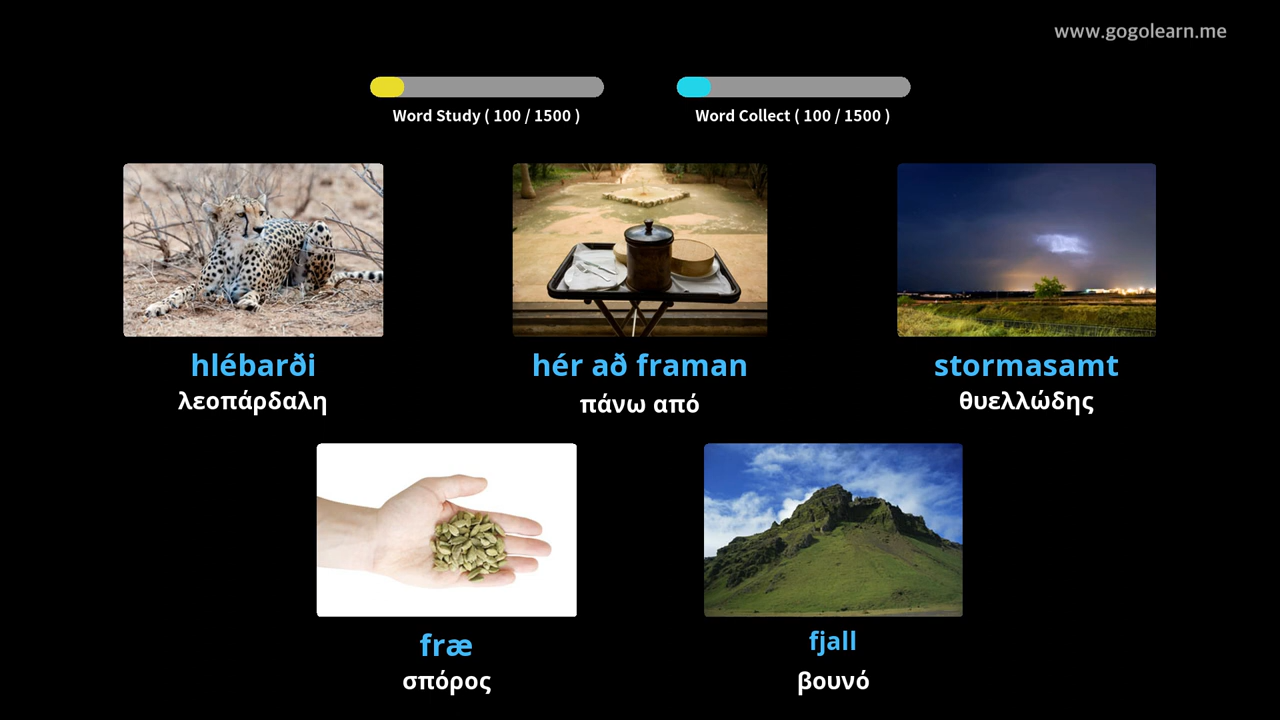 www.gogolearn.me
Word Study ( 100 / 1500 )
Word Collect ( 100 / 1500 )
hlébarði
λεοπάρδαλη
hér að framan
πάνω από
stormasamt
θυελλώδης
fræ
σπόρος
fjall
βουνό